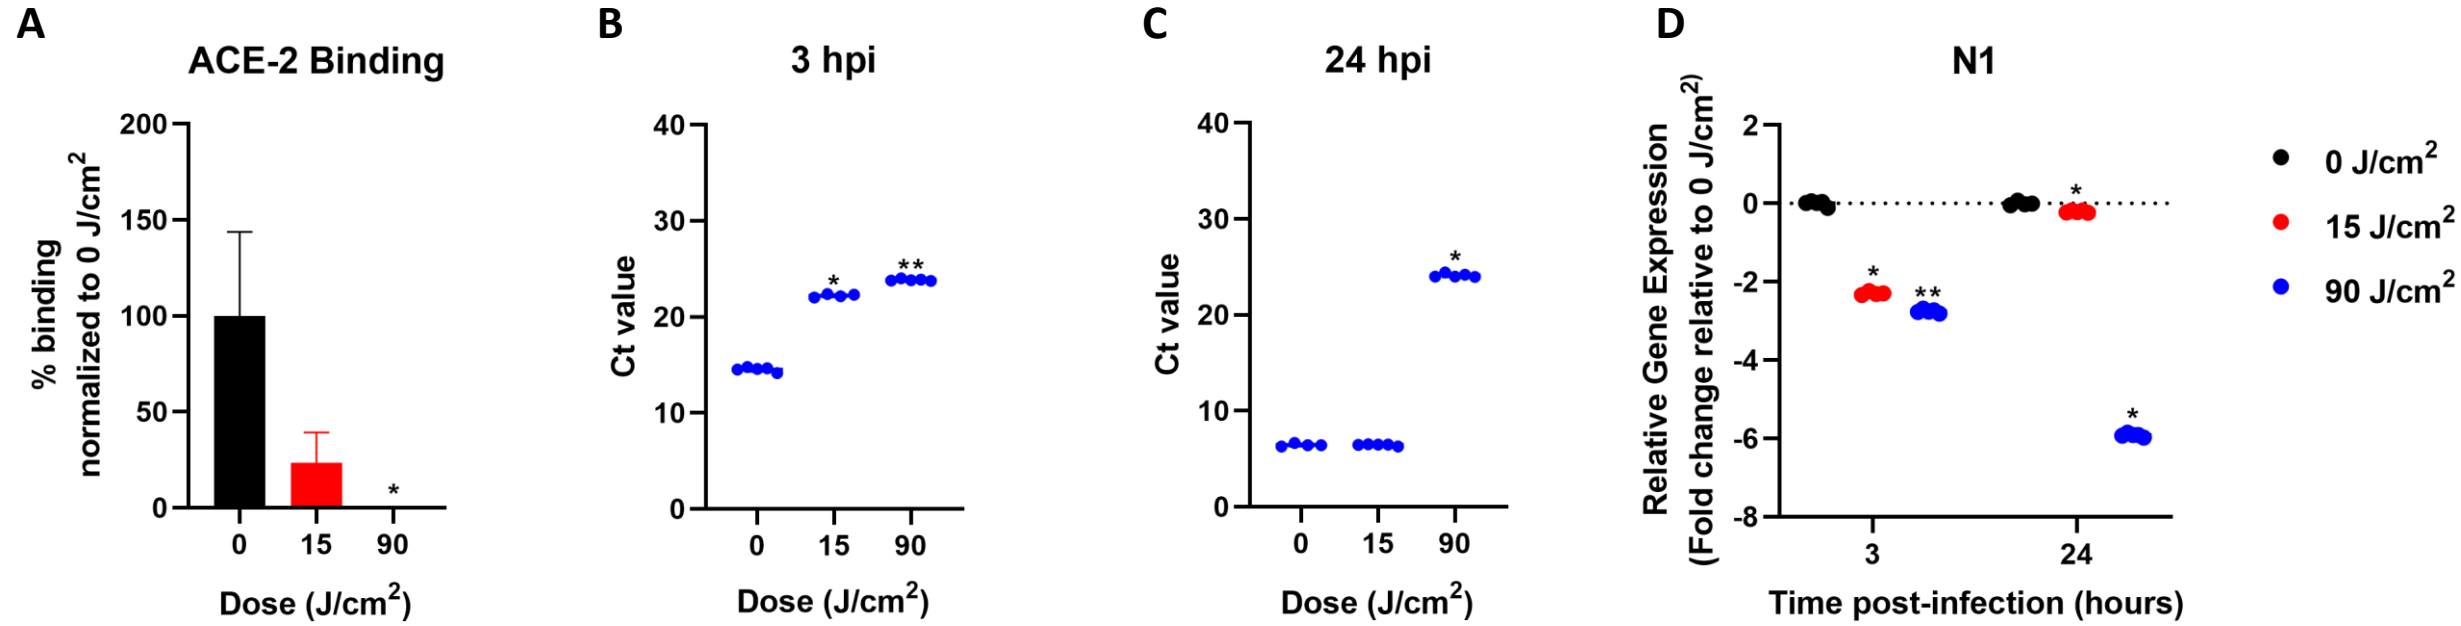 A
ACE-2 Binding
% binding
normalized to 0 J/cm²
200
150
100
50
0
*
0 15 90
Dose (J/cm²)
B
3 hpi
Ct value
40
30
20
10
0
*
**
0 15 90
Dose (J/cm²)
C
24 hpi
Ct value
40
30
20
10
0
*
0 15 90
Dose (J/cm²)
D
N1
Relative Gene Expression
(Fold change relative to 0 J/cm²)
2
0
-2
-4
-6
-8
*
**
*
*
3 24
Time post-infection (hours)
0 J/cm²
15 J/cm²
90 J/cm²